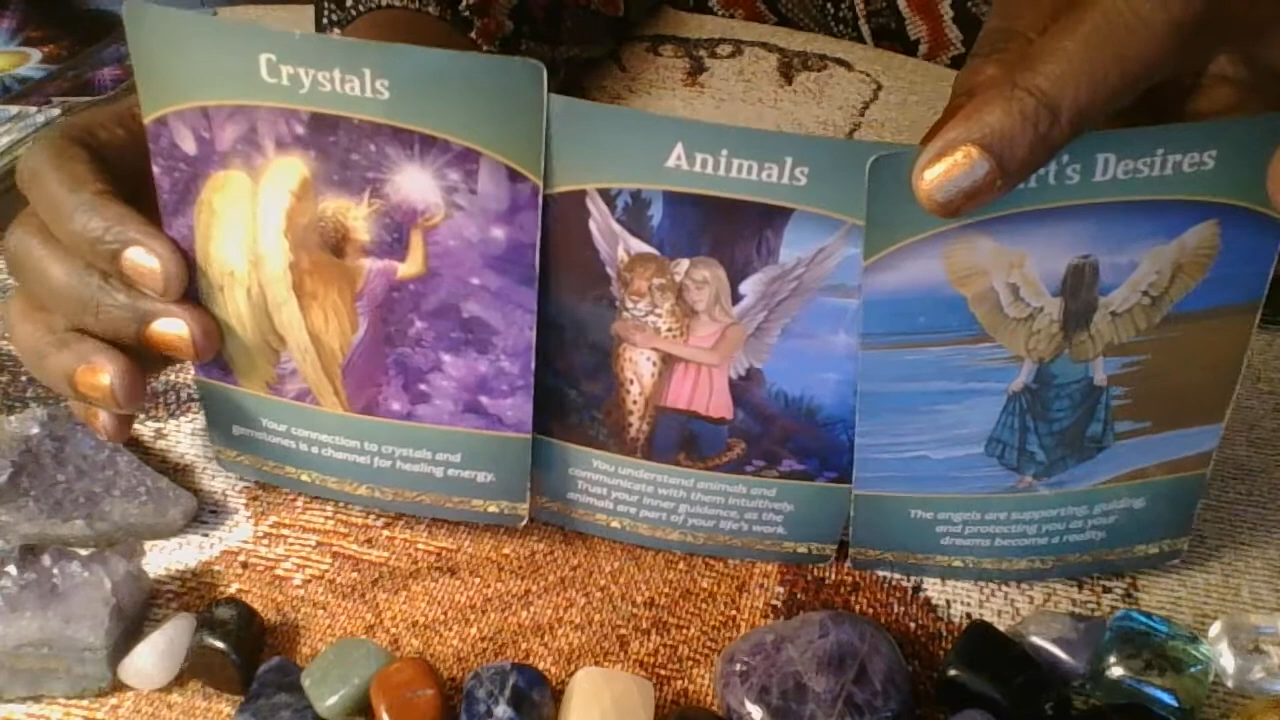 Crystals
Your connection to crystals and
gemstones is a channel for healing energy.
Animals
You understand animals and
communicate with them intuitively.
Trust your inner guidance, as the
animals are part of your life's work.
Desires
The angels are supporting, guiding,
and protecting you as your
dreams become a reality.